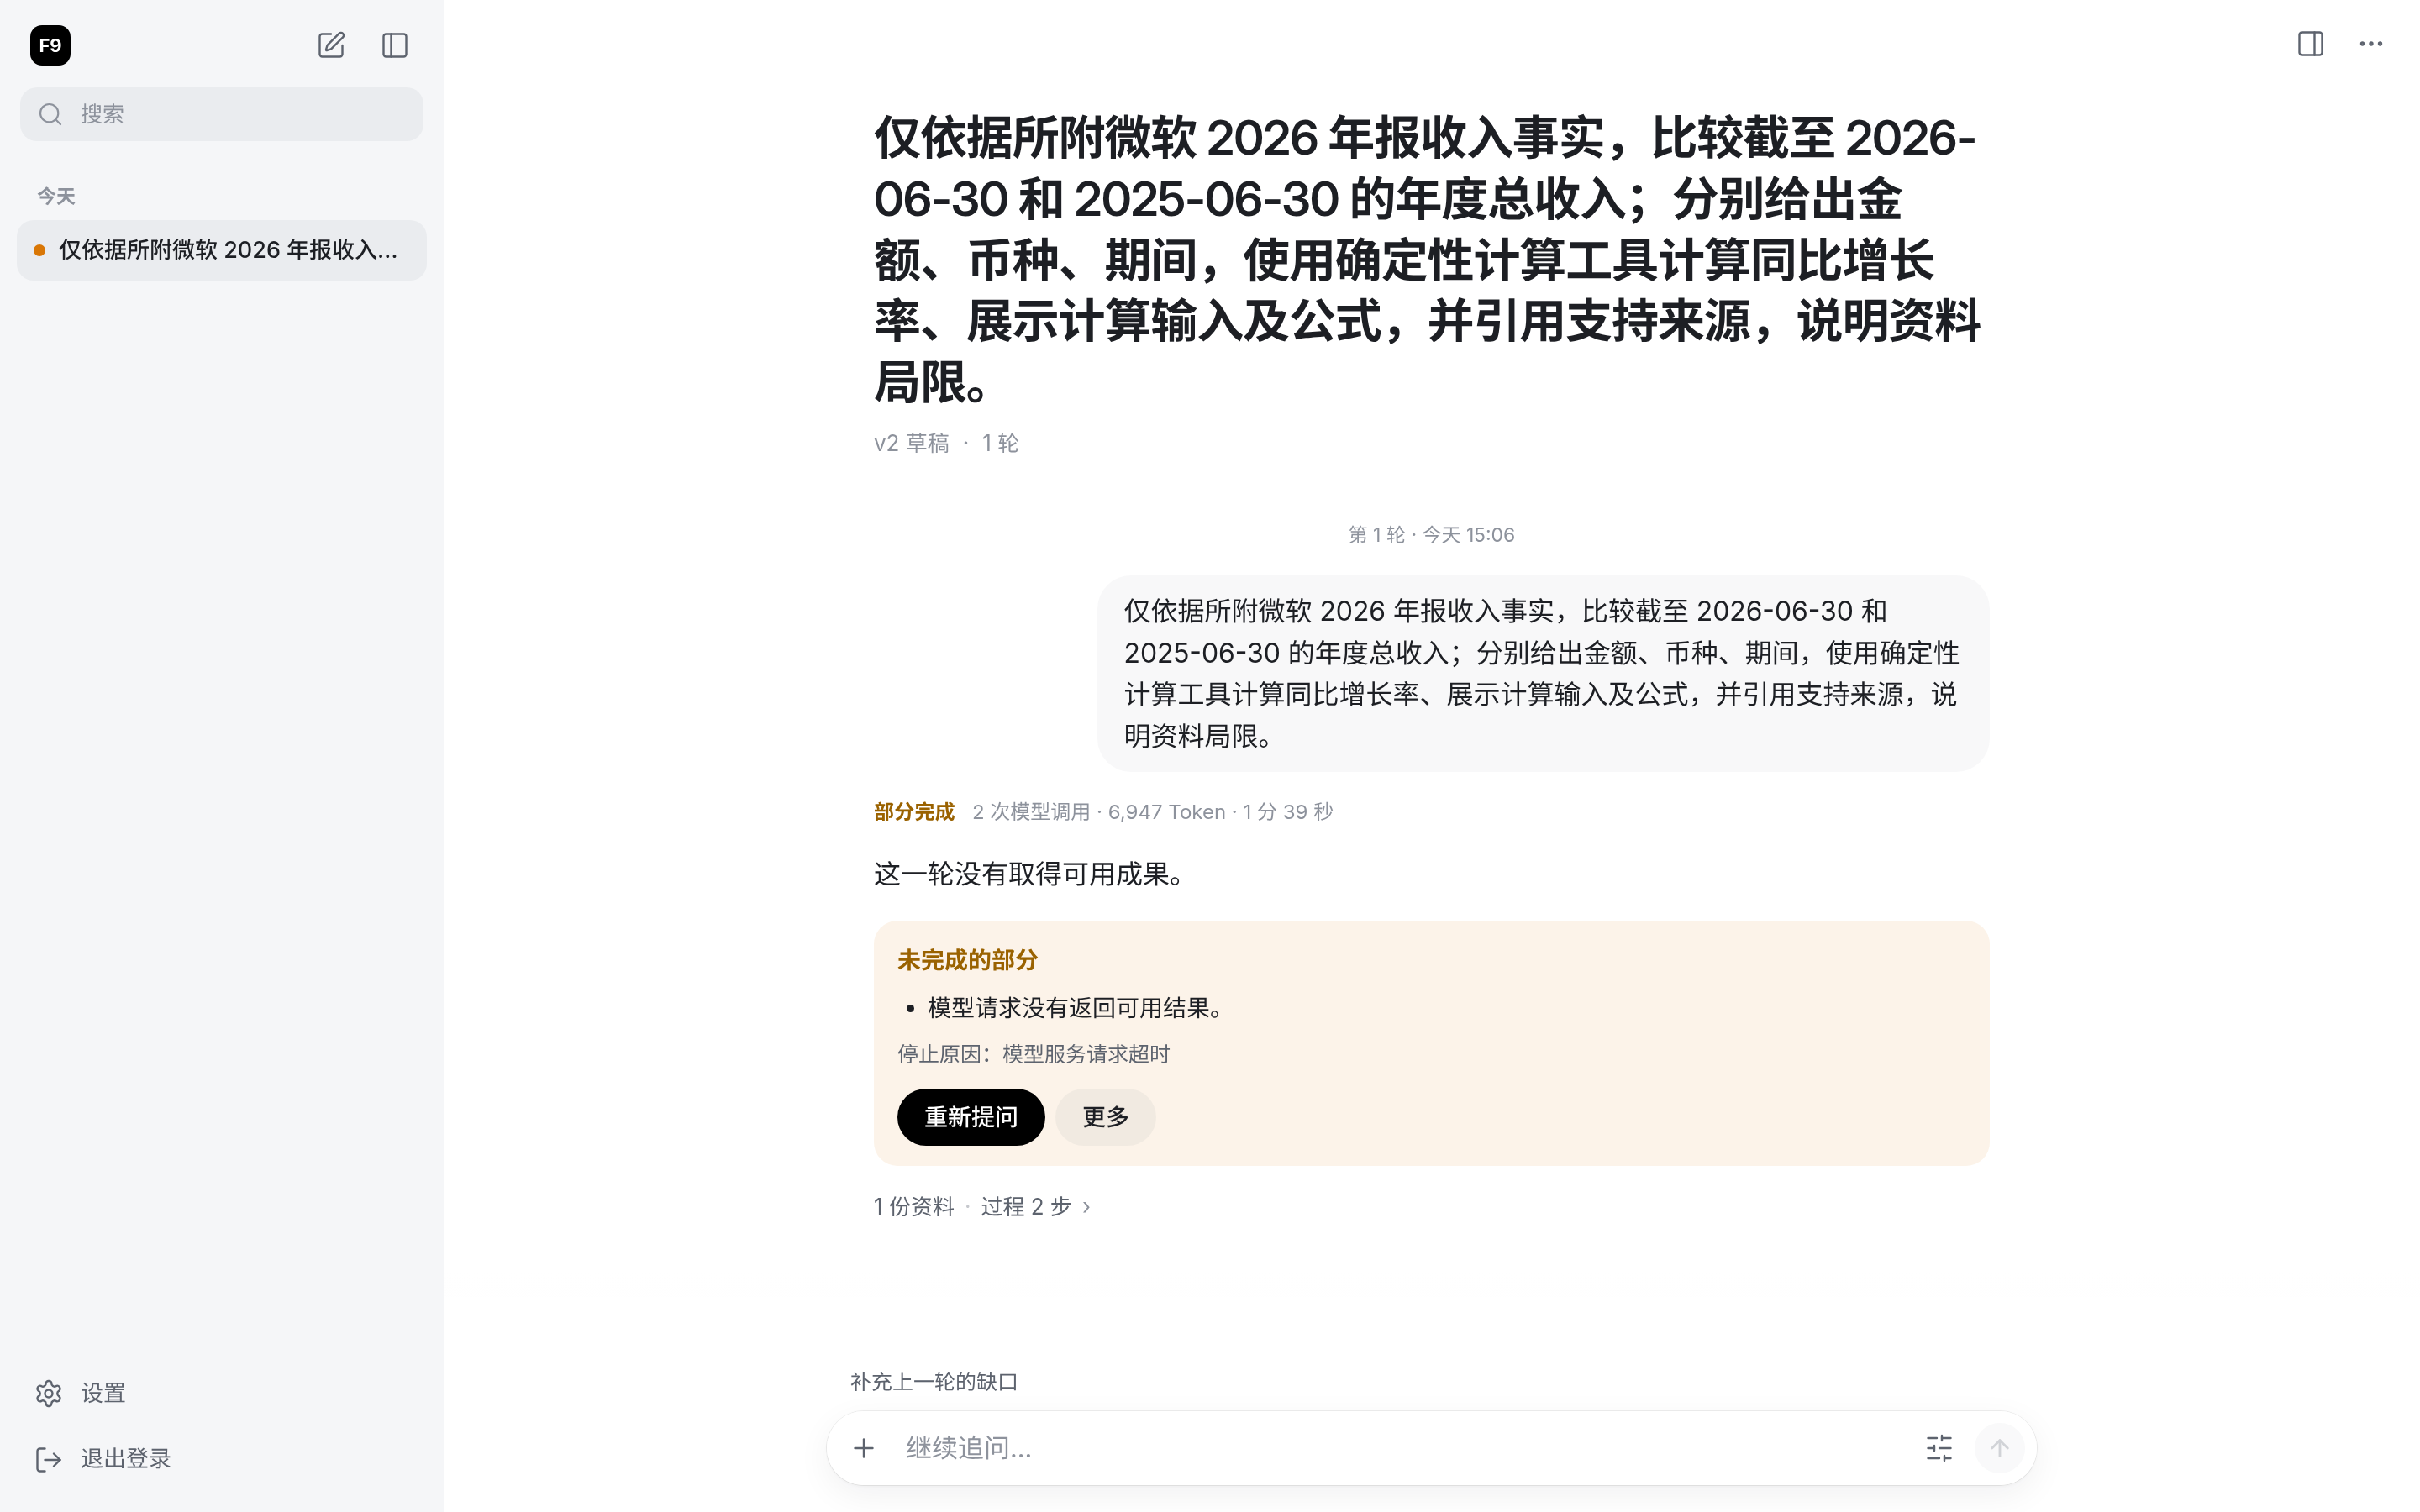 F9
搜索
今天
仅依据所附微软 2026 年报收入...
设置
退出登录
仅依据所附微软 2026 年报收入事实，比较截至 2026-
06-30 和 2025-06-30 的年度总收入；分别给出金
额、币种、期间，使用确定性计算工具计算同比增长
率、展示计算输入及公式，并引用支持来源，说明资料
局限。
v2 草稿 · 1 轮
第 1 轮 · 今天 15:06
仅依据所附微软 2026 年报收入事实，比较截至 2026-06-30 和
2025-06-30 的年度总收入；分别给出金额、币种、期间，使用确定性
计算工具计算同比增长率、展示计算输入及公式，并引用支持来源，说
明资料局限。
部分完成 2 次模型调用 · 6,947 Token · 1 分 39 秒
这一轮没有取得可用成果。
未完成的部分
• 模型请求没有返回可用结果。
停止原因：模型服务请求超时
重新提问 更多
1 份资料 · 过程 2 步 ›
补充上一轮的缺口
继续追问...